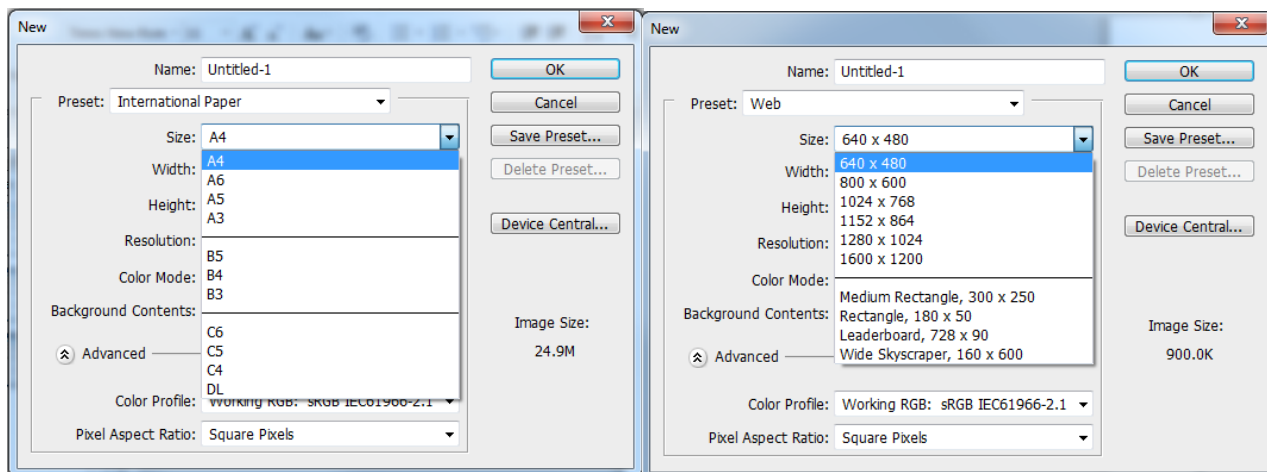 New
Name: Untitled-1
OK
Preset: International Paper
Cancel
Size: A4
Save Preset...
A4
A6
A5
A3
B5
B4
B3
C6
C5
C4
DL
Width:
Delete Preset...
Height:
Device Central...
Resolution:
Color Mode:
Background Contents:
Image Size:
24.9M
Advanced
Color Profile: Working RGB: sRGB IEC61966-2.1
Pixel Aspect Ratio: Square Pixels
New
Name: Untitled-1
OK
Preset: Web
Cancel
Size: 640 x 480
Save Preset...
640 x 480
800 x 600
1024 x 768
1152 x 864
1280 x 1024
1600 x 1200
Medium Rectangle, 300 x 250
Rectangle, 180 x 50
Leaderboard, 728 x 90
Wide Skyscraper, 160 x 600
Width:
Delete Preset...
Height:
Device Central...
Resolution:
Color Mode:
Background Contents:
Image Size:
900.0K
Advanced
Color Profile: Working RGB: sRGB IEC61966-2.1
Pixel Aspect Ratio: Square Pixels